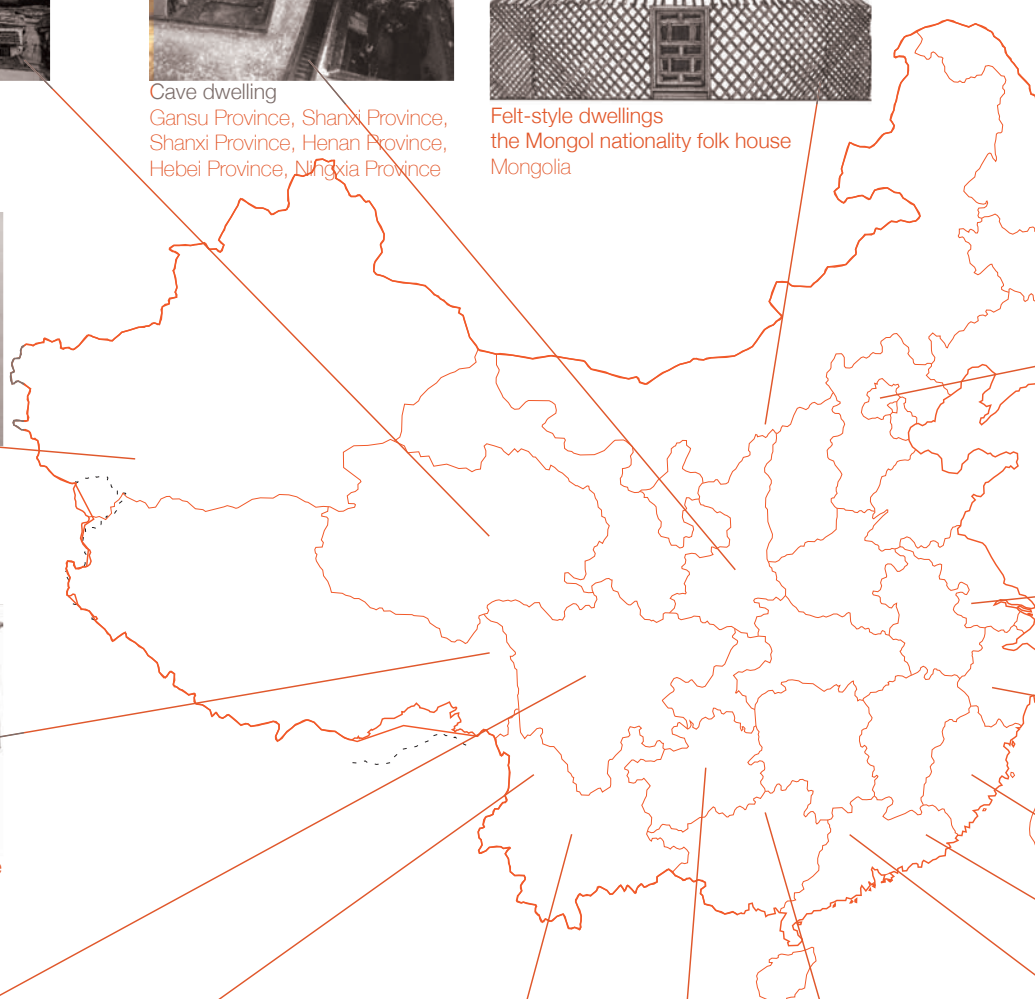 Cave dwelling
Gansu Province, Shanxi Province,
Shanxi Province, Henan Province,
Hebei Province, Ningxia Province
Felt-style dwellings
the Mongol nationality folk house
Mongolia